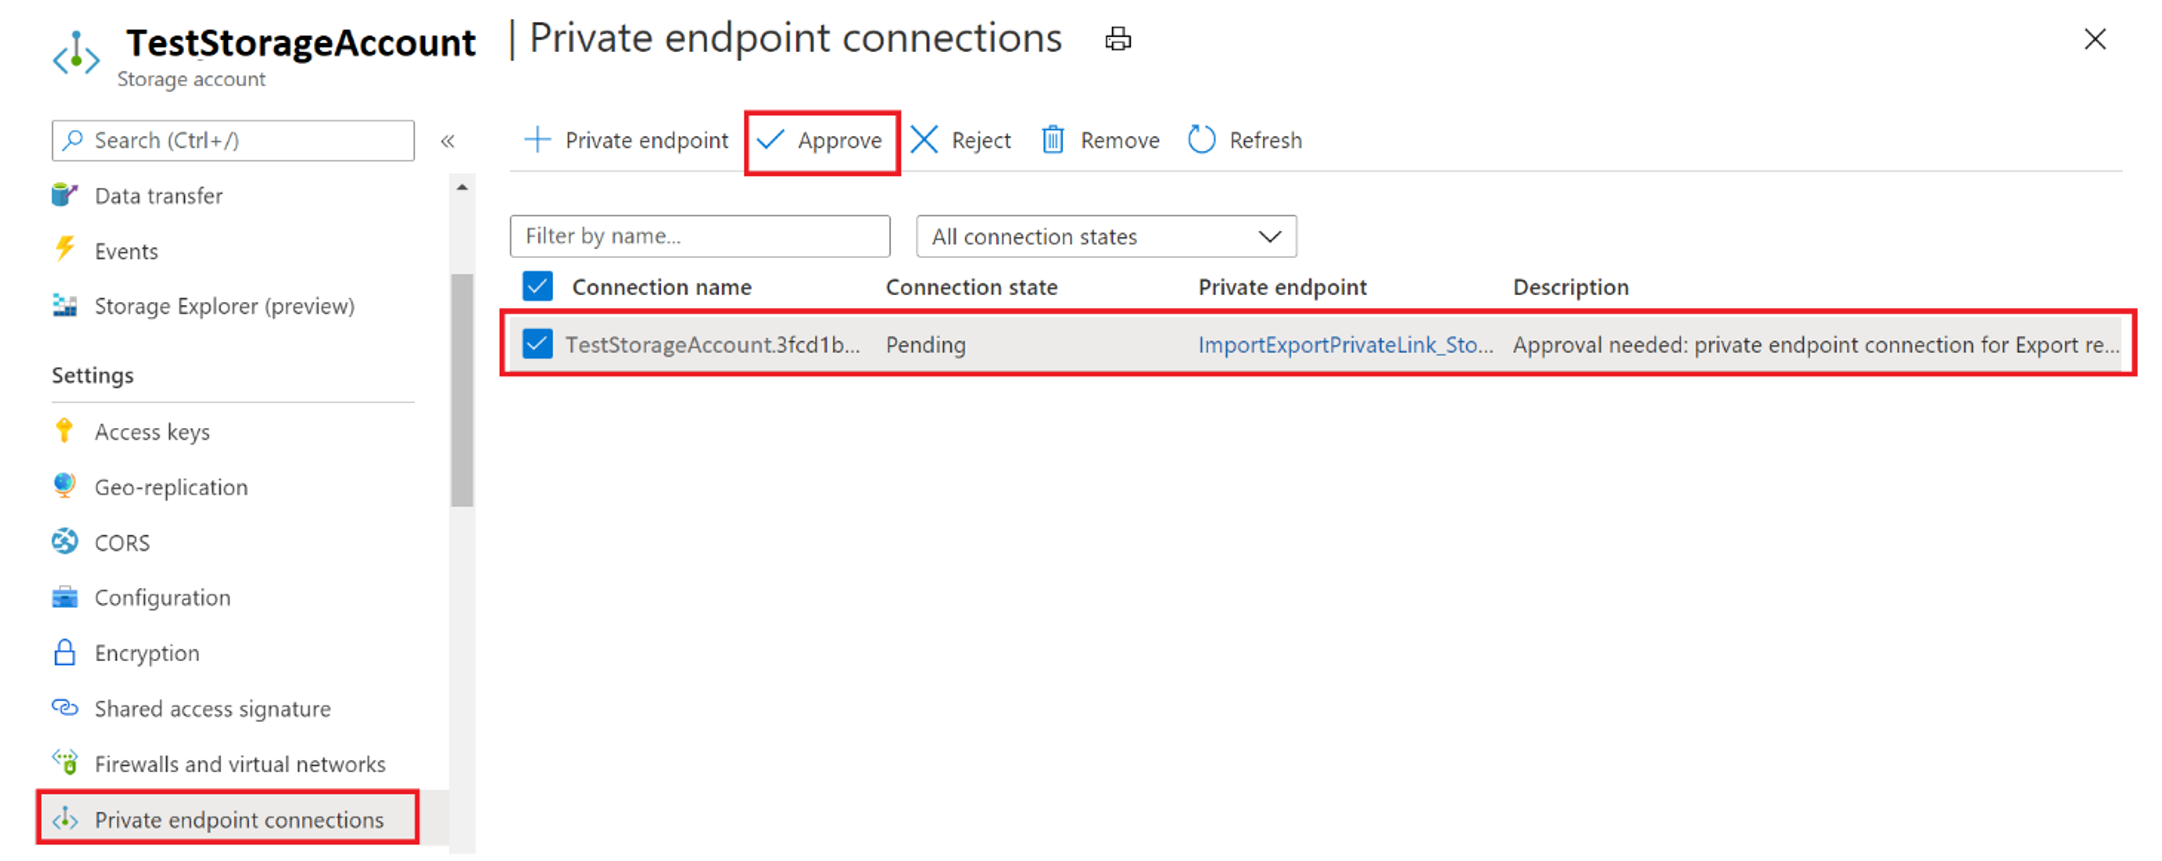 TestStorageAccount | Private endpoint connections
Storage account
Search (Ctrl+/)
«
Data transfer
Events
Storage Explorer (preview)
Settings
Access keys
Geo-replication
CORS
Configuration
Encryption
Shared access signature
Firewalls and virtual networks
Private endpoint connections
Private endpoint Approve Reject Remove Refresh
Filter by name... All connection states
Connection name Connection state Private endpoint Description
TestStorageAccount.3fcd1b... Pending ImportExportPrivateLink_Sto... Approval needed: private endpoint connection for Export re...